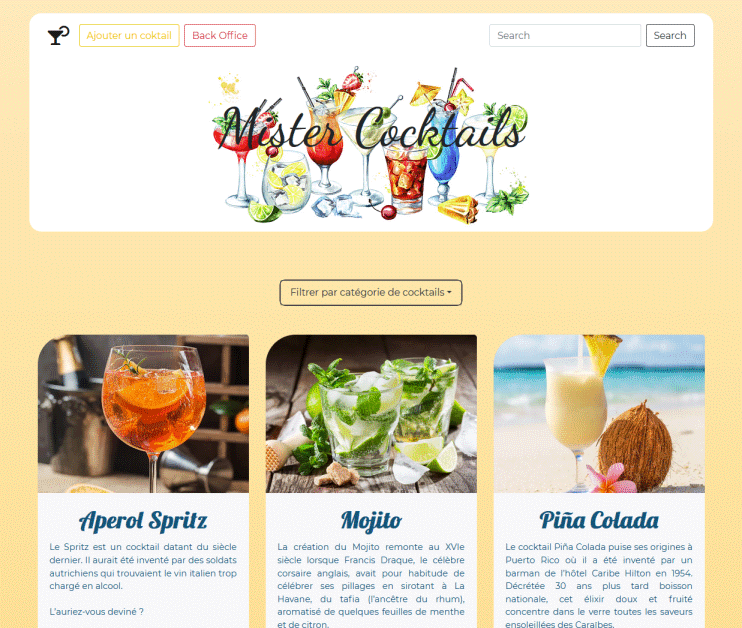 Ajouter un coktail
Back Office
Search
Search
Mister Cocktails
Filtrer par catégorie de cocktails
Aperol Spritz
Le Spritz est un cocktail datant du siècle
dernier. Il aurait été inventé par des soldats
autrichiens qui trouvaient le vin italien trop
chargé en alcool.
L'auriez-vous deviné ?
Mojito
La création du Mojito remonte au XVIe
siècle lorsque Francis Draque, le célèbre
corsaire anglais, avait pour habitude de
célébrer ses pillages en sirotant à La
Havane, du tafia (l'ancêtre du rhum),
aromatisé de quelques feuilles de menthe
et de citron.
Piña Colada
Le cocktail Piña Colada puise ses origines à
Puerto Rico où il a été inventé par un
barman de l'hôtel Caribe Hilton en 1954.
Décrétée 30 ans plus tard boisson
nationale, cet élixir doux et fruité
concentre dans le verre toutes les saveurs
ensoleillées des Caraïbes.